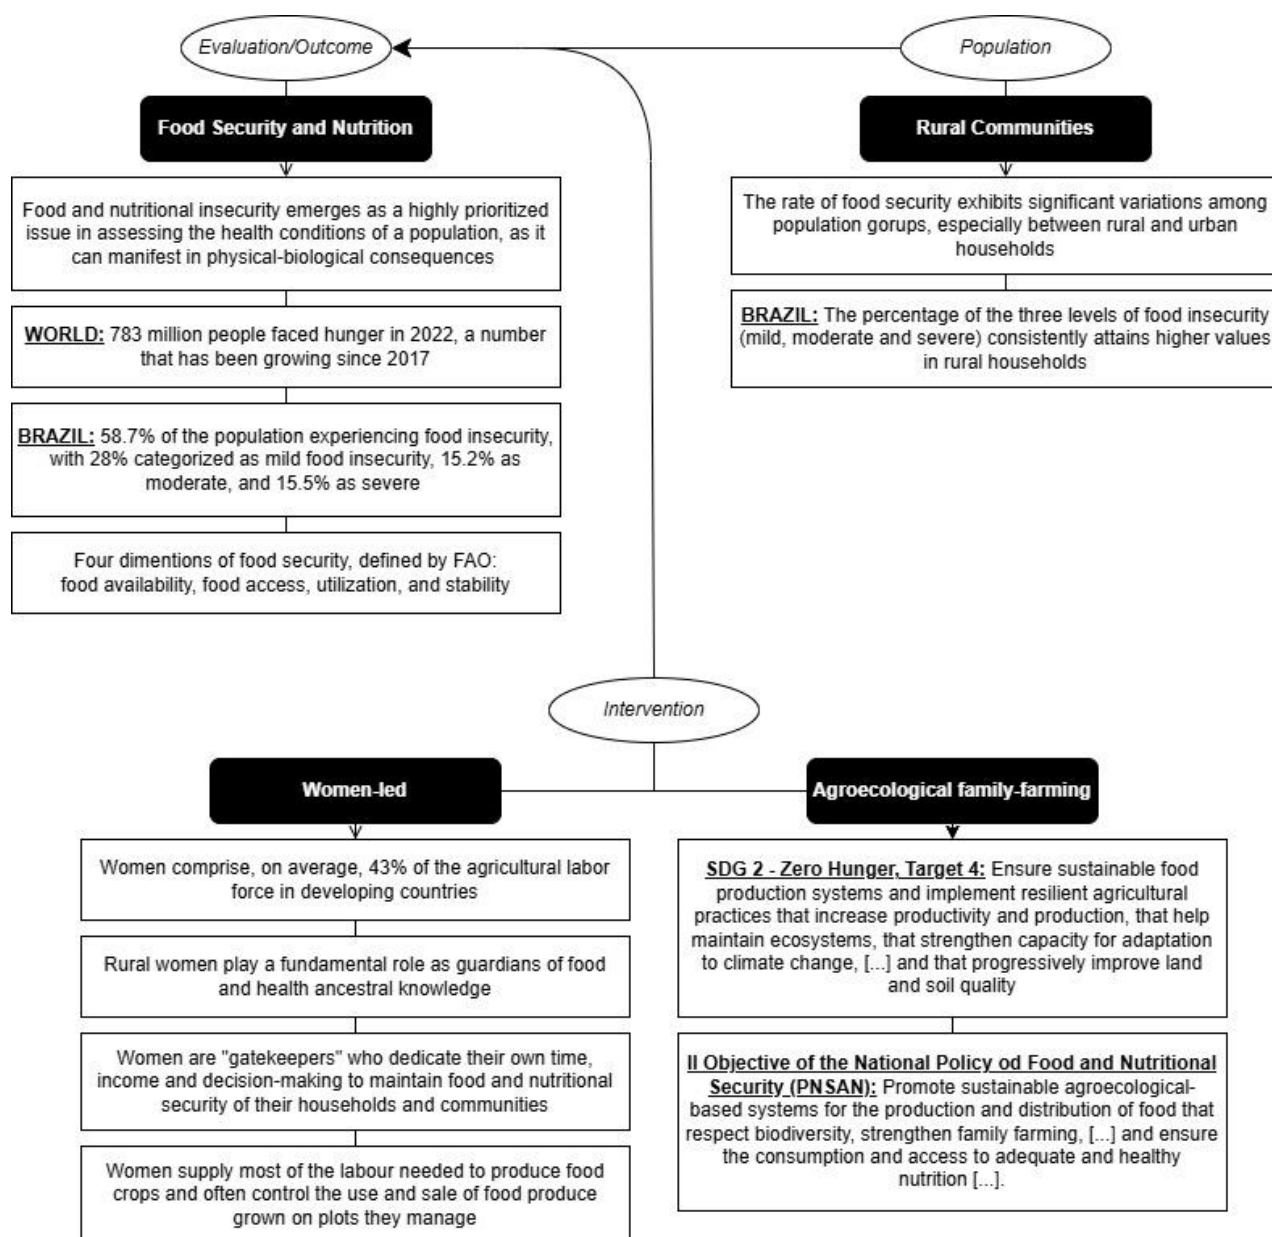 Evaluation/Outcome
Population
Food Security and Nutrition
Rural Communities
Food and nutritional insecurity emerges as a highly prioritized
issue in assessing the health conditions of a population, as it
can manifest in physical-biological consequences
WORLD: 783 million people faced hunger in 2022, a number
that has been growing since 2017
BRAZIL: 58.7% of the population experiencing food insecurity,
with 28% categorized as mild food insecurity, 15.2% as
moderate, and 15.5% as severe
Four dimentions of food security, defined by FAO:
food availability, food access, utilization, and stability
The rate of food security exhibits significant variations among
population gorups, especially between rural and urban
households
BRAZIL: The percentage of the three levels of food insecurity
(mild, moderate and severe) consistently attains higher values
in rural households
Intervention
Women-led
Agroecological family-farming
Women comprise, on average, 43% of the agricultural labor
force in developing countries
Rural women play a fundamental role as guardians of food
and health ancestral knowledge
Women are "gatekeepers" who dedicate their own time,
income and decision-making to maintain food and nutritional
security of their households and communities
Women supply most of the labour needed to produce food
crops and often control the use and sale of food produce
grown on plots they manage
SDG 2 - Zero Hunger, Target 4: Ensure sustainable food
production systems and implement resilient agricultural
practices that increase productivity and production, that help
maintain ecosystems, that strengthen capacity for adaptation
to climate change, [...] and that progressively improve land
and soil quality
II Objective of the National Policy od Food and Nutritional
Security (PNSAN): Promote sustainable agroecological-
based systems for the production and distribution of food that
respect biodiversity, strengthen family farming, [...] and ensure
the consumption and access to adequate and healthy
nutrition [...].